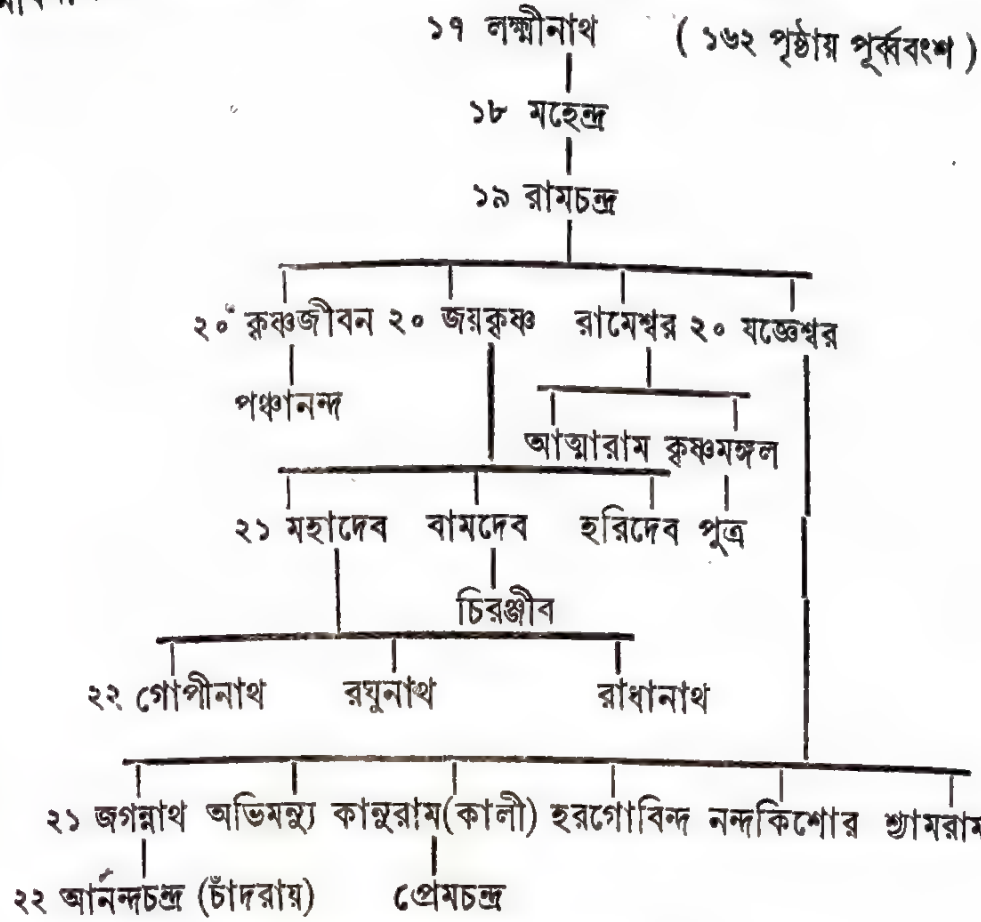 ১৭ লক্ষ্মীনাথ ( ১৬২ পৃষ্ঠায় পূর্ব্ববংশ )
১৮ মহেন্দ্র
১৯ রামচন্দ্র
২০ কৃষ্ণজীবন ২০ জয়কৃষ্ণ রামেশ্বর ২০ যজ্ঞেশ্বর
পঞ্চানন্দ
আত্মারাম কৃষ্ণমঙ্গল
২১ মহাদেব বামদেব হরিদেব পুত্র
চিরঞ্জীব
২২ গোপীনাথ রঘুনাথ রাধানাথ
২১ জগন্নাথ অভিমন্যু কানুরাম(কালী) হরগোবিন্দ নন্দকিশোর শ্যামরাম
২২ আনন্দচন্দ্র (চাঁদরায়) প্রেমচন্দ্র